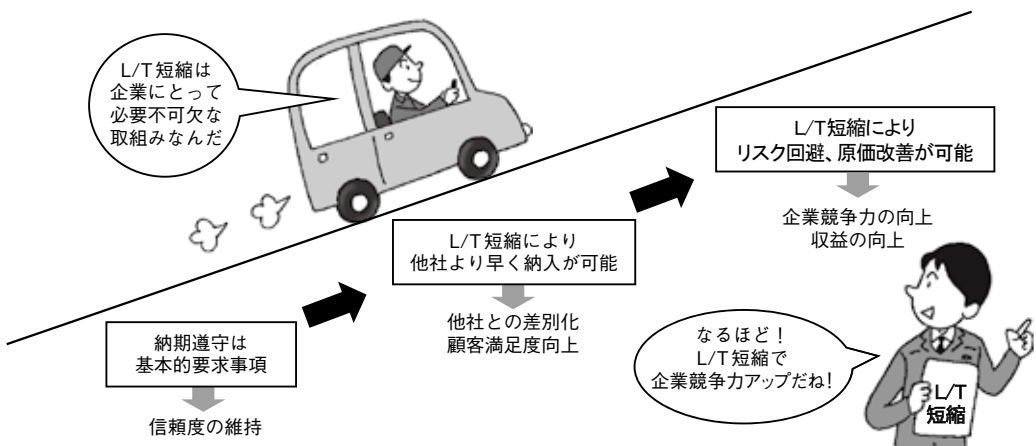 L/T短縮は
企業にとって
必要不可欠な
取組みなんだ
L/T短縮により
リスク回避、原価改善が可能
企業競争力の向上
収益の向上
L/T短縮により
他社より早く納入が可能
他社との差別化
顧客満足度向上
納期遵守は
基本的要求事項
信頼度の維持
なるほど！
L/T短縮で
企業競争力アップだね！
L/T
短縮